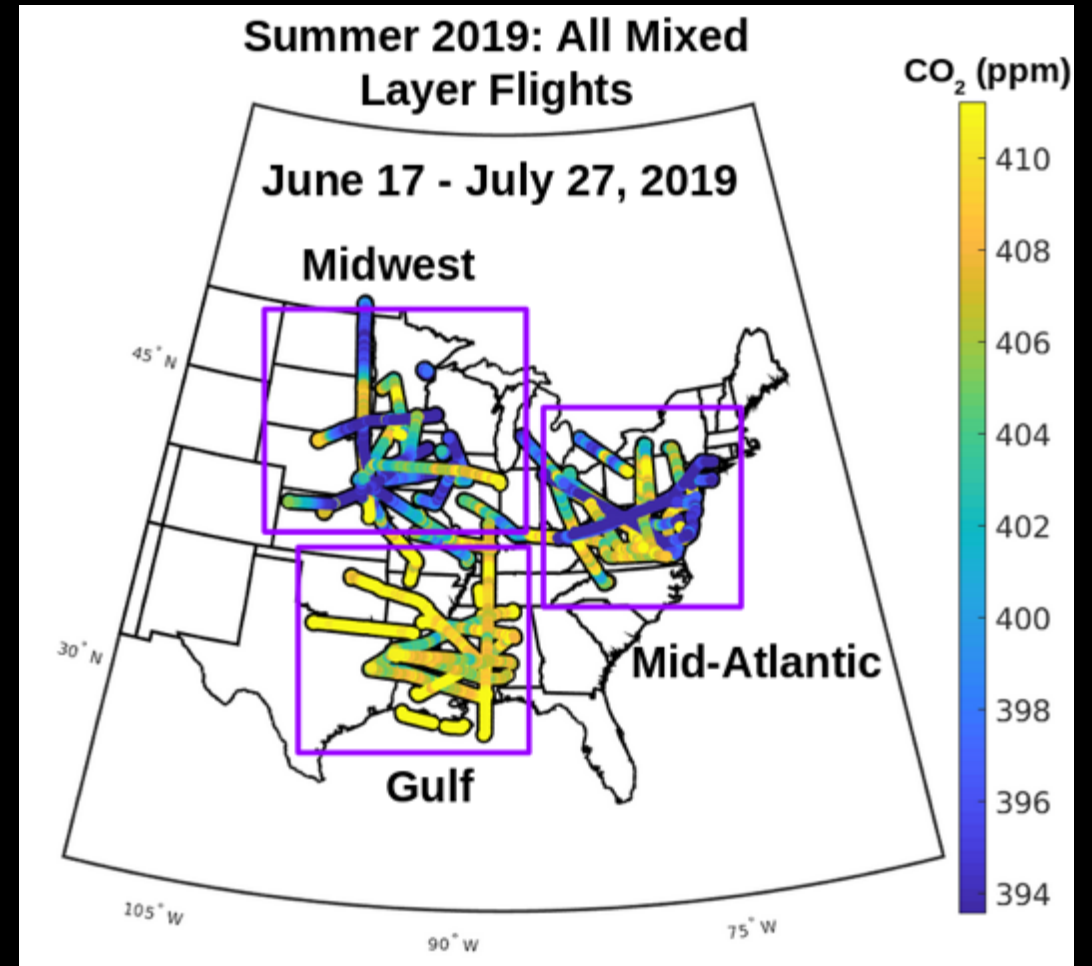 Summer 2019: All Mixed
Layer Flights
CO2 (ppm)
June 17 - July 27, 2019
Midwest
Mid-Atlantic
Gulf
45° N
30° N
105° W
90° W
75° W
410
408
406
404
402
400
398
396
394